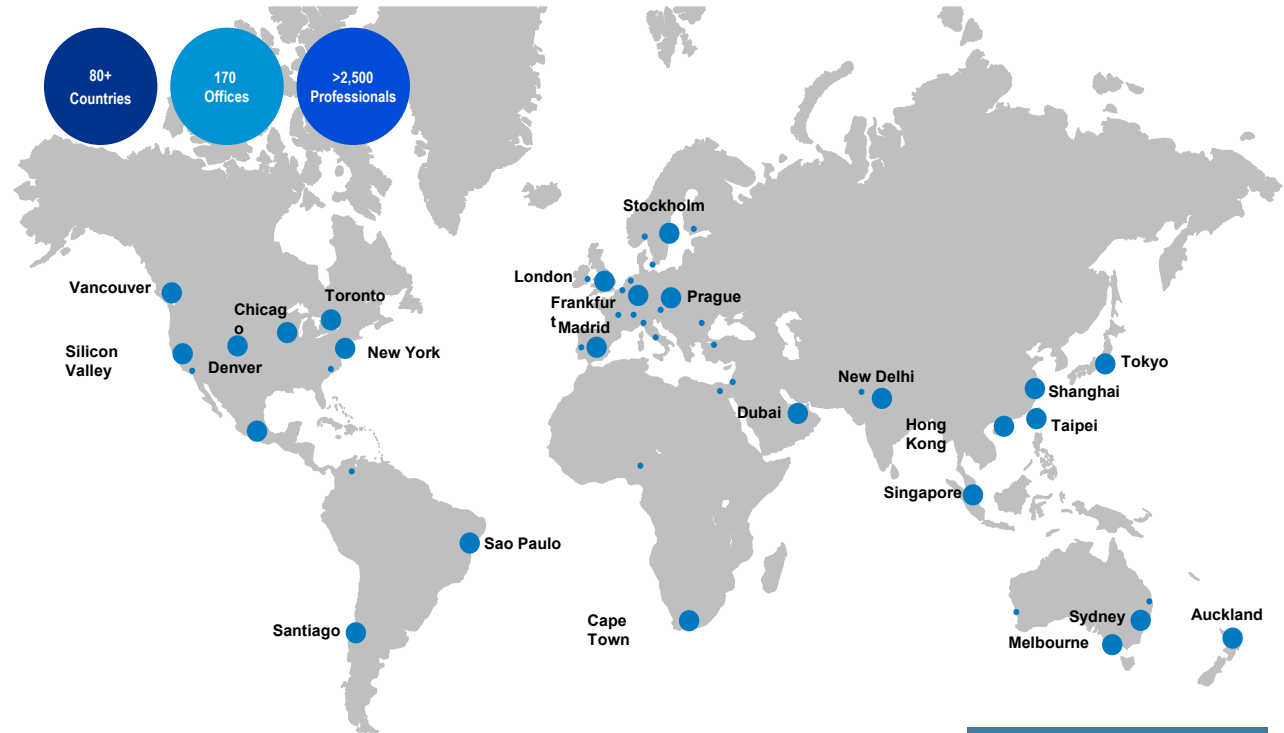 80+
Countries
170
Offices
>2,500
Professionals
Stockholm
London
Frankfur
t
Prague
Madrid
Vancouver
Chicag
o
Toronto
Silicon
Valley
Denver
New York
Tokyo
New Delhi
Shanghai
Dubai
Hong
Kong
Taipei
Singapore
Sao Paulo
Santiago
Cape
Town
Sydney
Auckland
Melbourne